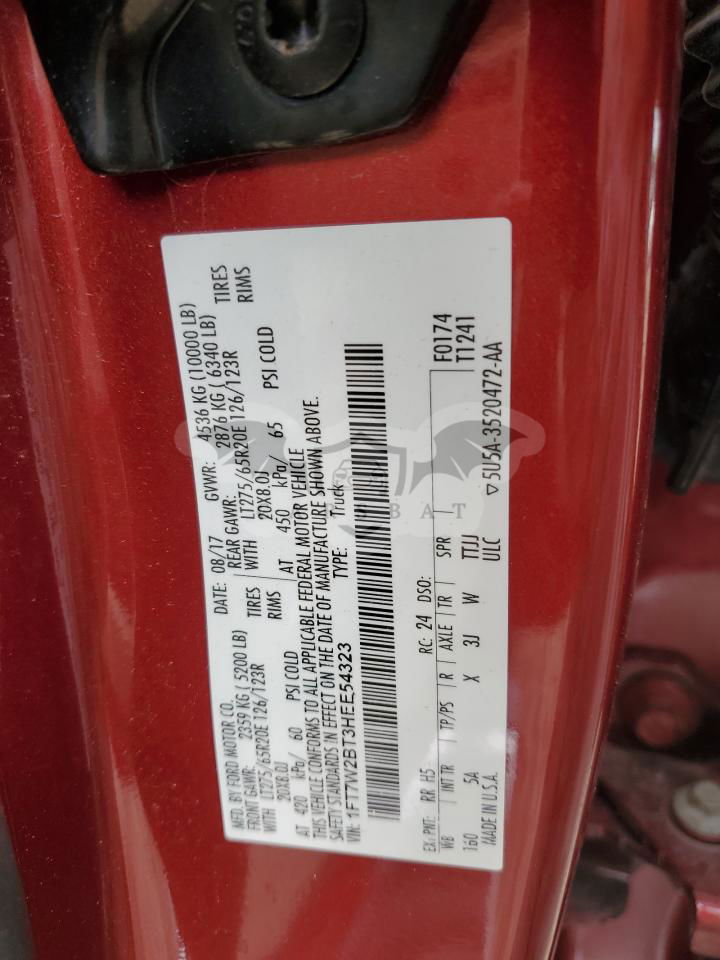 MFD. BY FORD MOTOR CO.
DATE: 08/17 GVWR: 4536 KG (10000 LB)
FRONT GAWR: 2359 KG ( 5200 LB) REAR GAWR: 2876 KG ( 6340 LB)
WITH LT275/65R20E 126/123R TIRES WITH LT275/65R20E 126/123R TIRES
20X8.0J RIMS 20X8.0J RIMS
AT 420 kPa/ 60 PSI COLD AT 450 kPa/ 65 PSI COLD
THIS VEHICLE CONFORMS TO ALL APPLICABLE FEDERAL MOTOR VEHICLE
SAFETY STANDARDS IN EFFECT ON THE DATE OF MANUFACTURE SHOWN ABOVE.
VIN: 1FT7W2BT3HEE54323 TYPE: Truck
EX. PNT: RR H5 RC: 24 DSO: F0174
WB INT TR TP/PS R AXLE TR SPR T1241
160 5A X 3J W TTJJ
MADE IN U.S.A. ULC ▽5U5A-3520472-AA